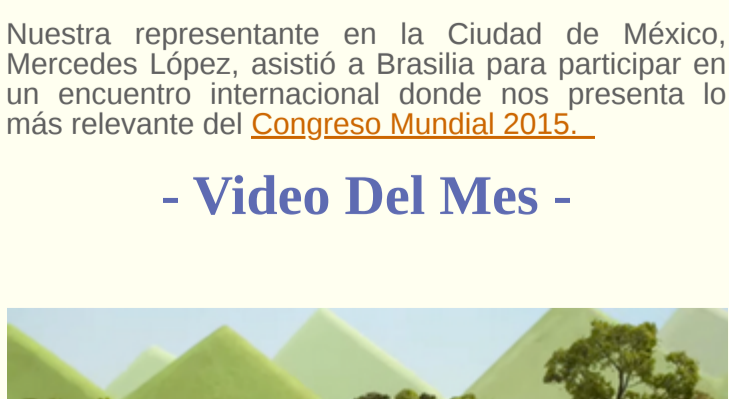 Nuestra representante en la Ciudad de México,
Mercedes López, asistió a Brasilia para participar en
un encuentro internacional donde nos presenta lo
más relevante del Congreso Mundial 2015.
- Video Del Mes -